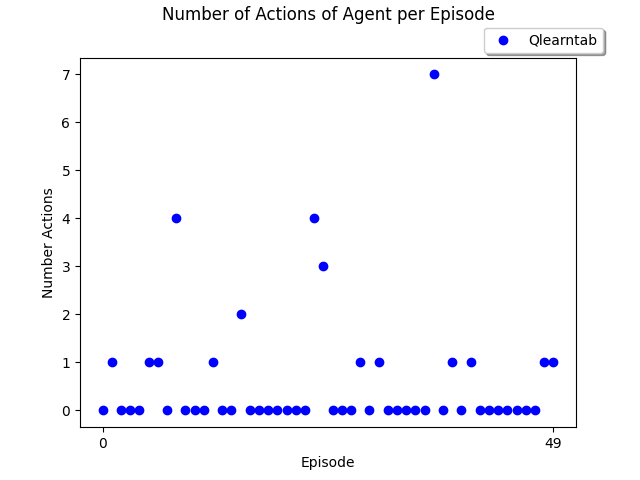 Number of Actions of Agent per Episode
Qlearntab
7
6
5
4
3
2
1
0
Number Actions
0 49
Episode